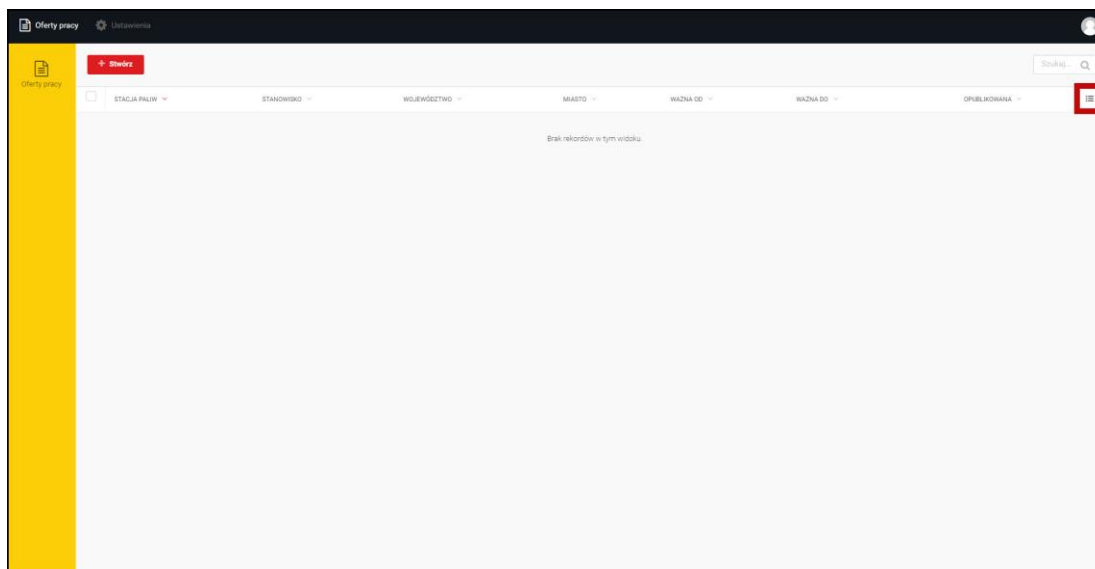 Oferty pracy Ustawienia
Oferty pracy
+ Stwórz
Szukaj...
STACJA PALIW STANOWISKO WOJEWÓDZTWO MIASTO WAŻNA OD WAŻNA DO OPUBLIKOWANA
Brak rekordów w tym widoku.